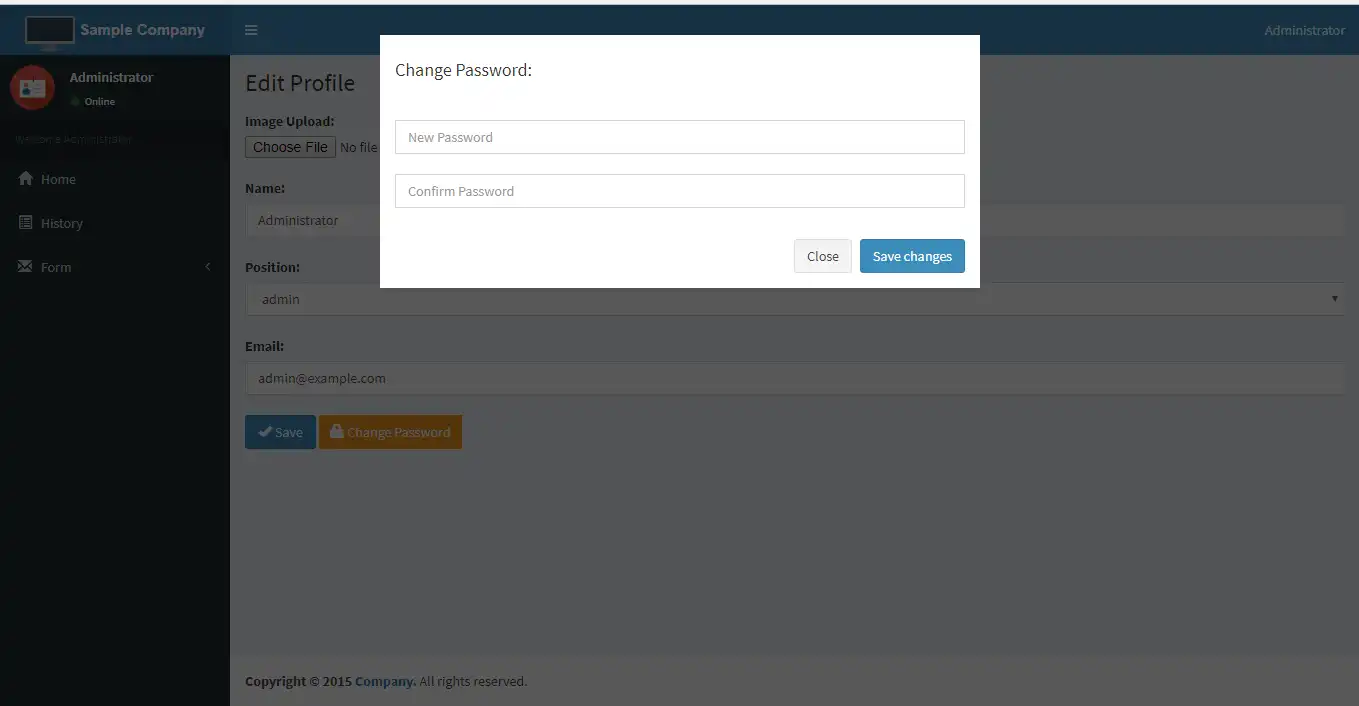 Sample Company
Administrator
Administrator
Online
Welcome Administrator
Home
History
Form
Edit Profile
Image Upload:
Choose File No file
Name:
Administrator
Position:
admin
Email:
admin@example.com
Save Change Password
Change Password:
New Password
Confirm Password
Close Save changes
Copyright © 2015 Company. All rights reserved.